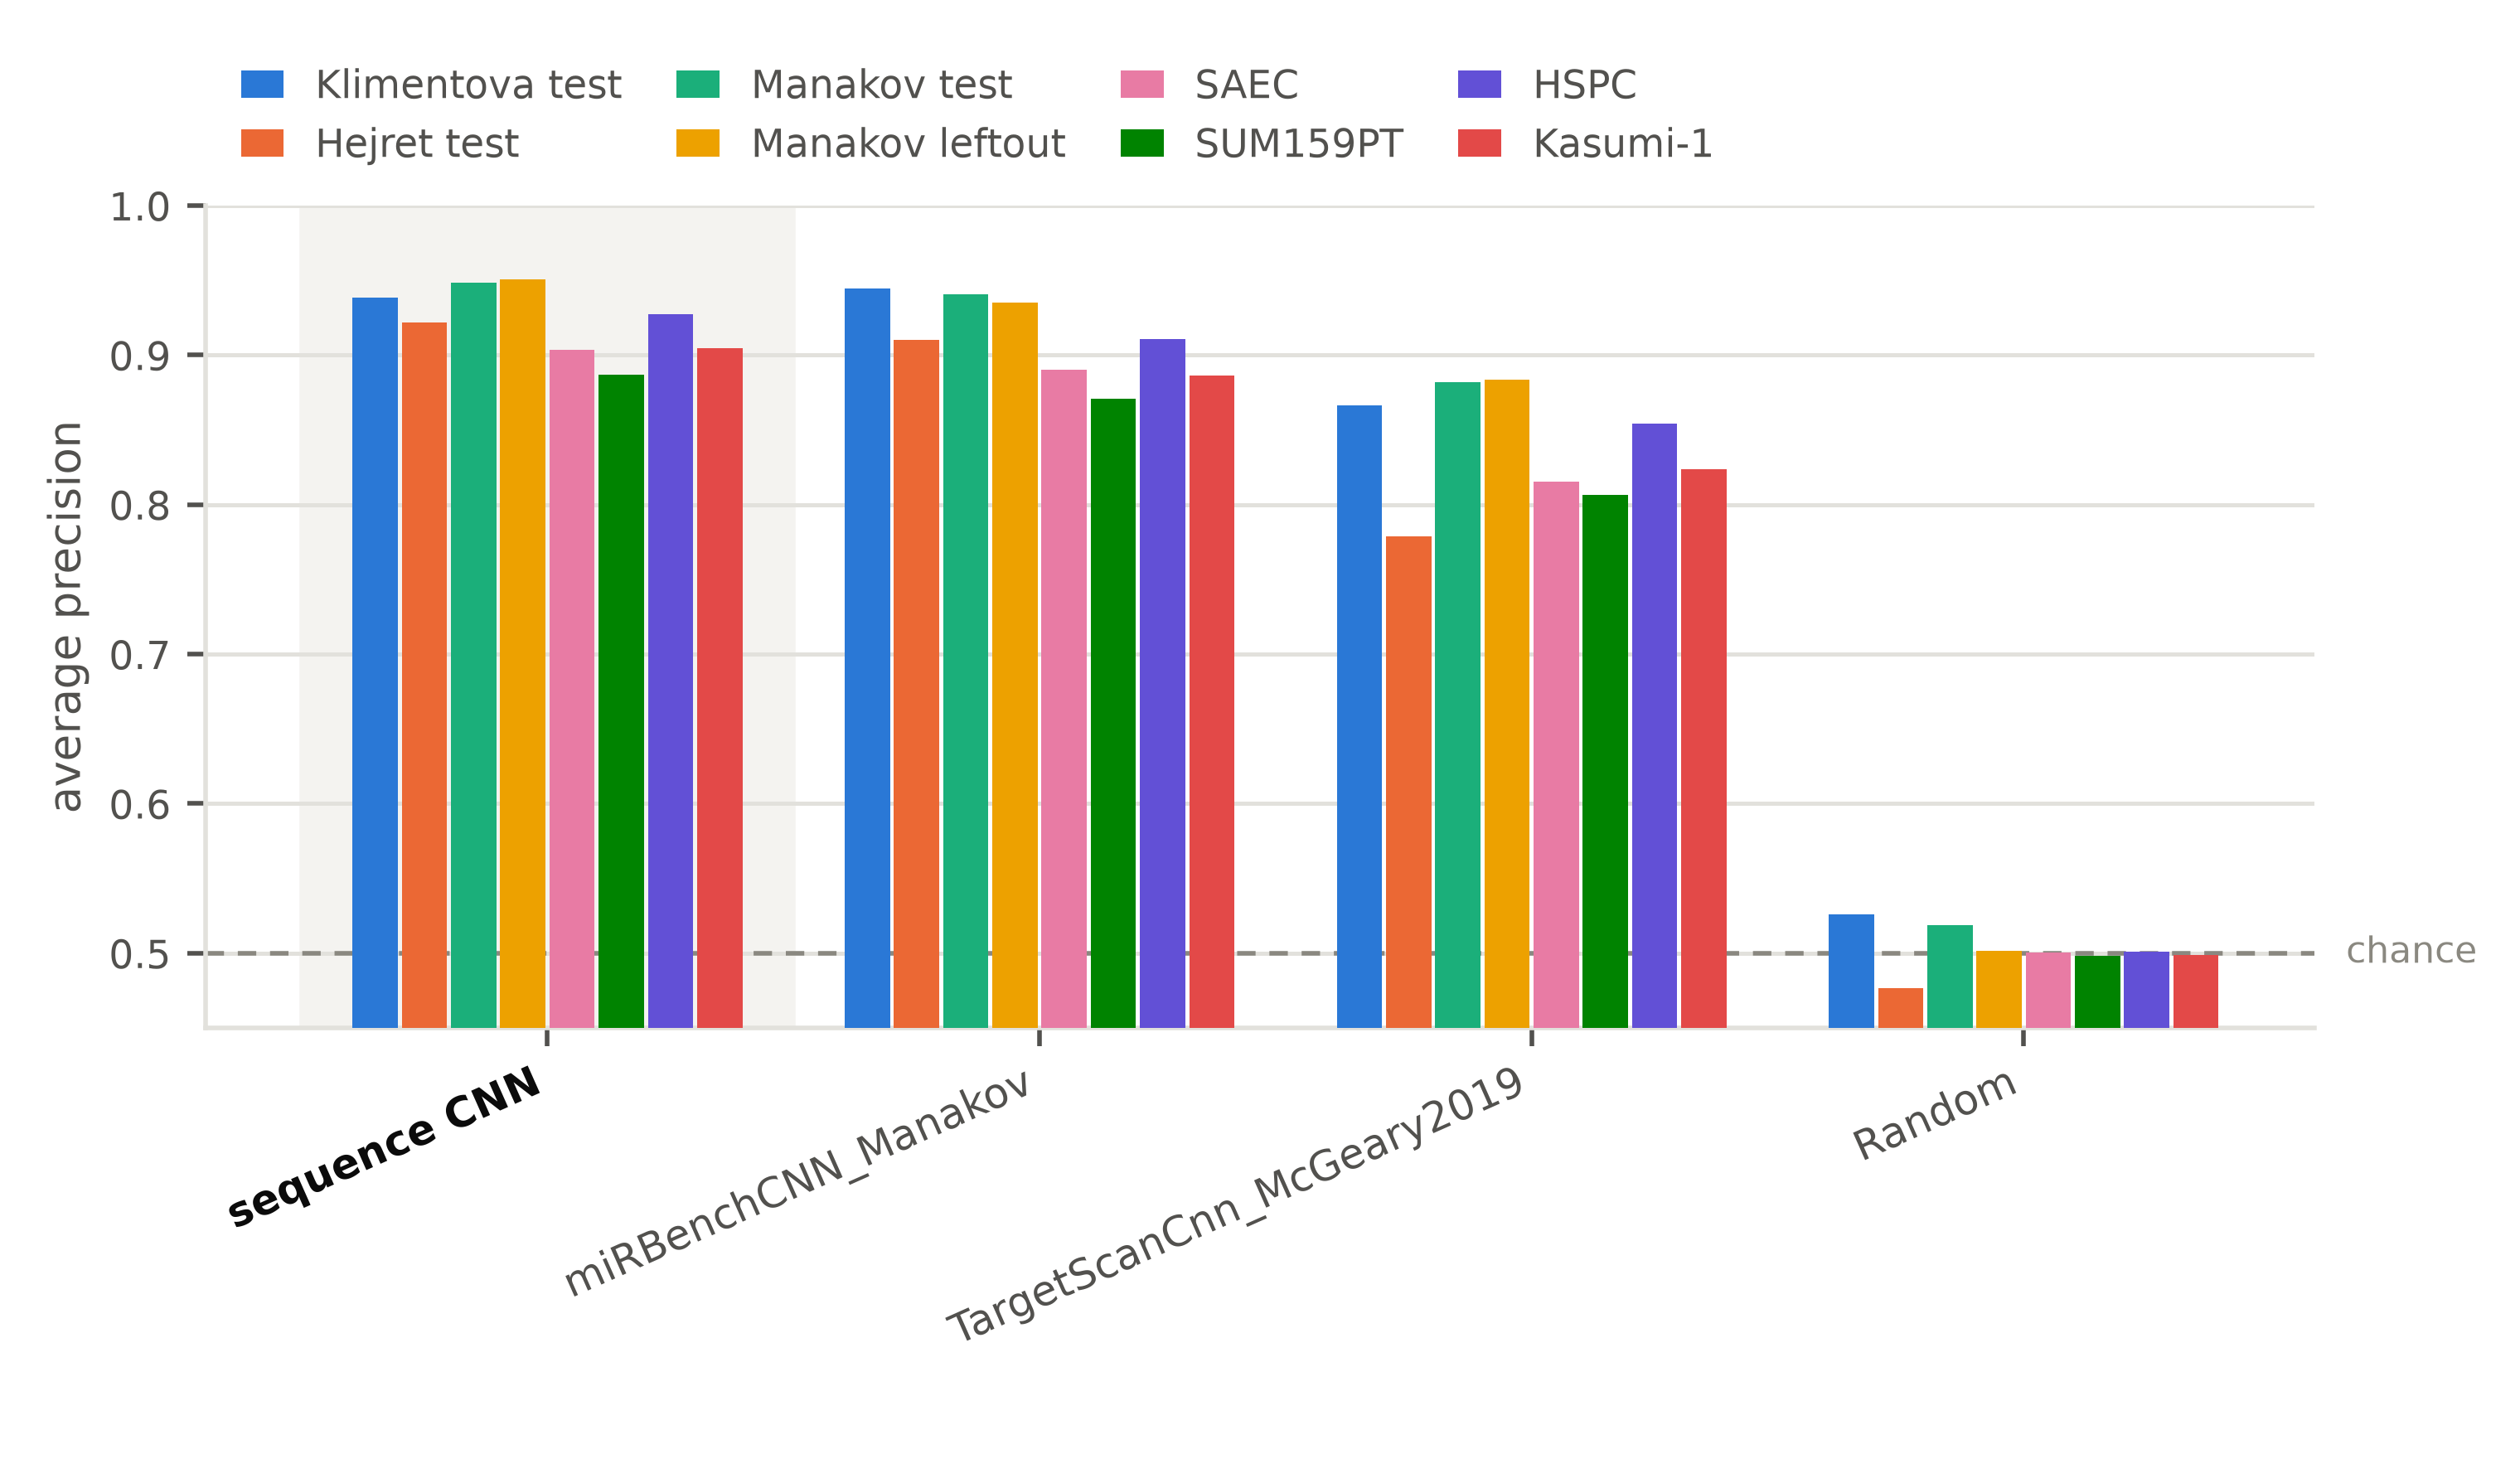 Klimentova test
Hejret test
Manakov test
Manakov leftout
SAEC
SUM159PT
HSPC
Kasumi-1
1.0
0.9
0.8
0.7
0.6
0.5
average precision
chance
sequence CNN
miRBenchCNN_Manakov
TargetScanCnn_McGeary2019
Random